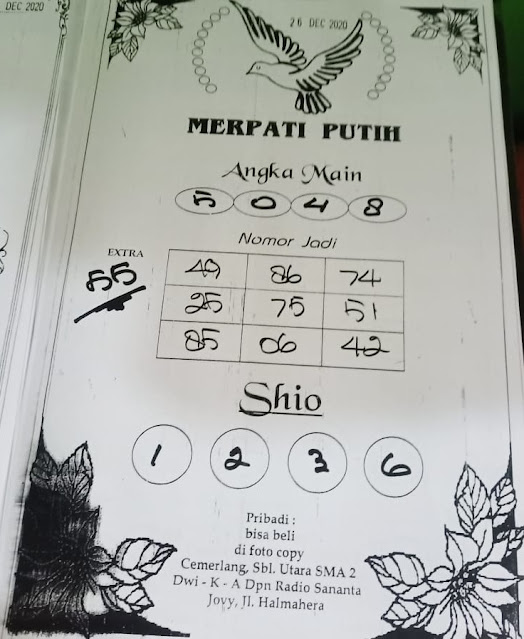 DEC 2020
26 DEC 2020
MERPATI PUTIH
Angka Main
5 0 4 8
Nomor Jadi
EXTRA
55
49 86 74
25 75 51
85 06 42
Shio
1 2 3 6
Pribadi :
bisa beli
di foto copy
Cemerlang, Sbl. Utara SMA 2
Dwi - K - A Dpn Radio Sananta
Jovy, Jl. Halmahera